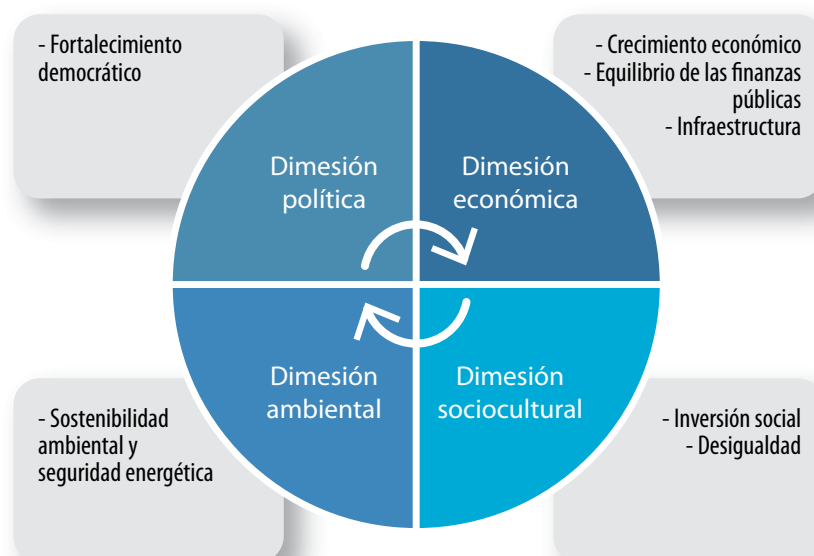 - Fortalecimiento
democrático
- Crecimiento económico
- Equilibrio de las finanzas
públicas
- Infraestructura
Dimesión
política
Dimesión
económica
Dimesión
ambiental
Dimesión
sociocultural
- Sostenibilidad
ambiental y
seguridad energética
- Inversión social
- Desigualdad